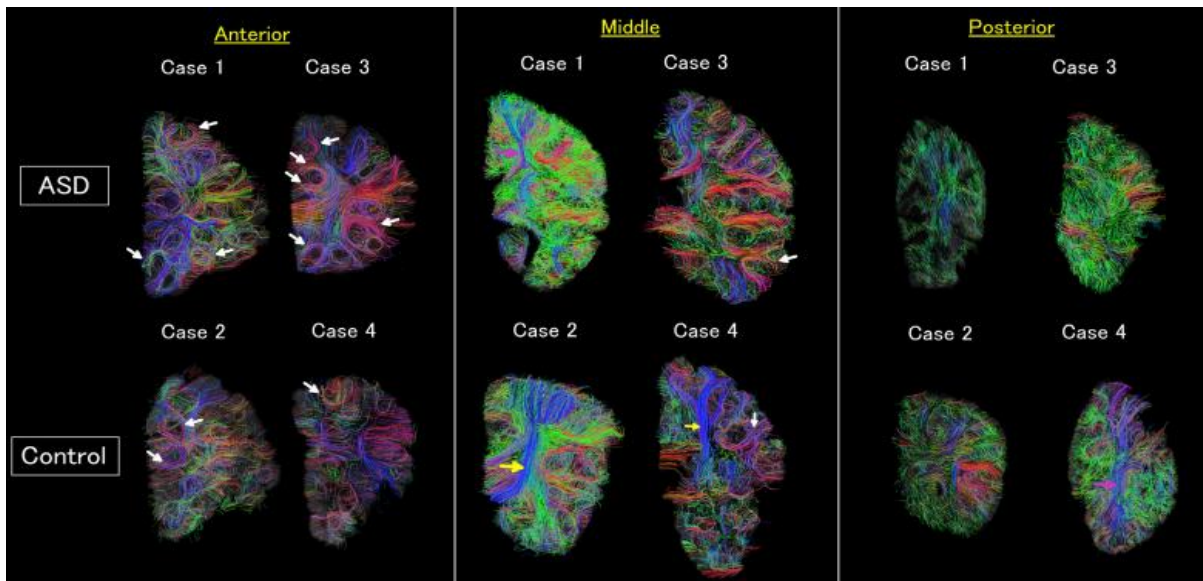 Anterior
Middle
Posterior
Case 1
Case 3
Case 1
Case 3
Case 1
Case 3
ASD
Case 2
Case 4
Case 2
Case 4
Case 2
Case 4
Control